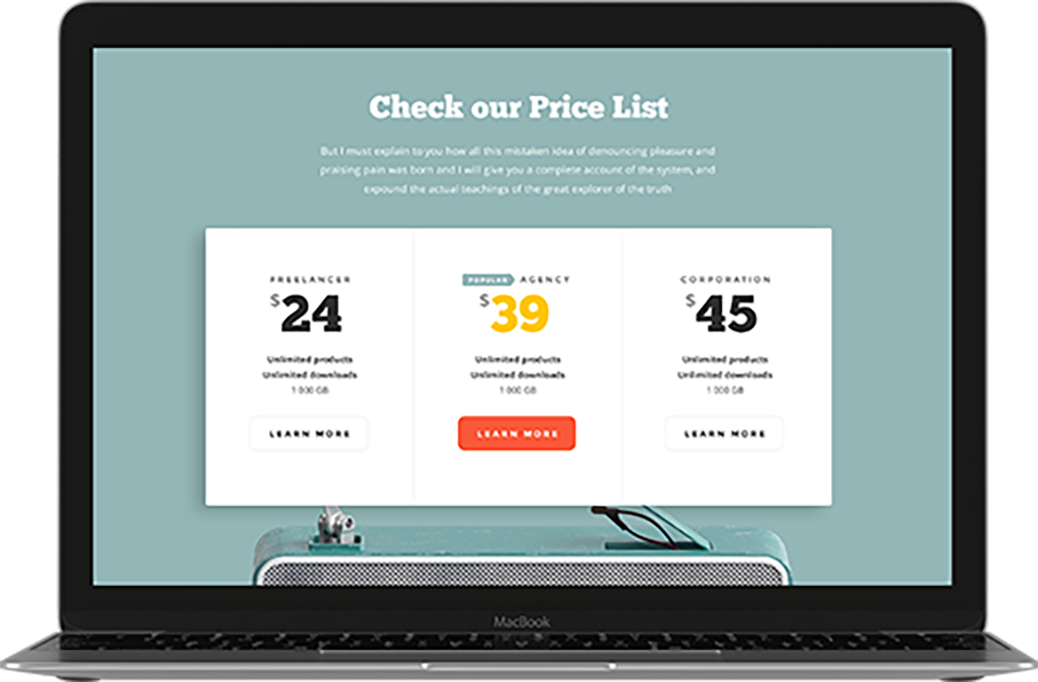 Check our Price List
But I must explain to you how all this mistaken idea of denouncing pleasure and
praising pain was born and I will give you a complete account of the system, and
expound the actual teachings of the great explorer of the truth
FREELANCER
$24
Unlimited products
Unlimited downloads
1 000 GB
LEARN MORE
POPULAR AGENCY
$39
Unlimited products
Unlimited downloads
1 000 GB
LEARN MORE
CORPORATION
$45
Unlimited products
Unlimited downloads
1 000 GB
LEARN MORE
MacBook